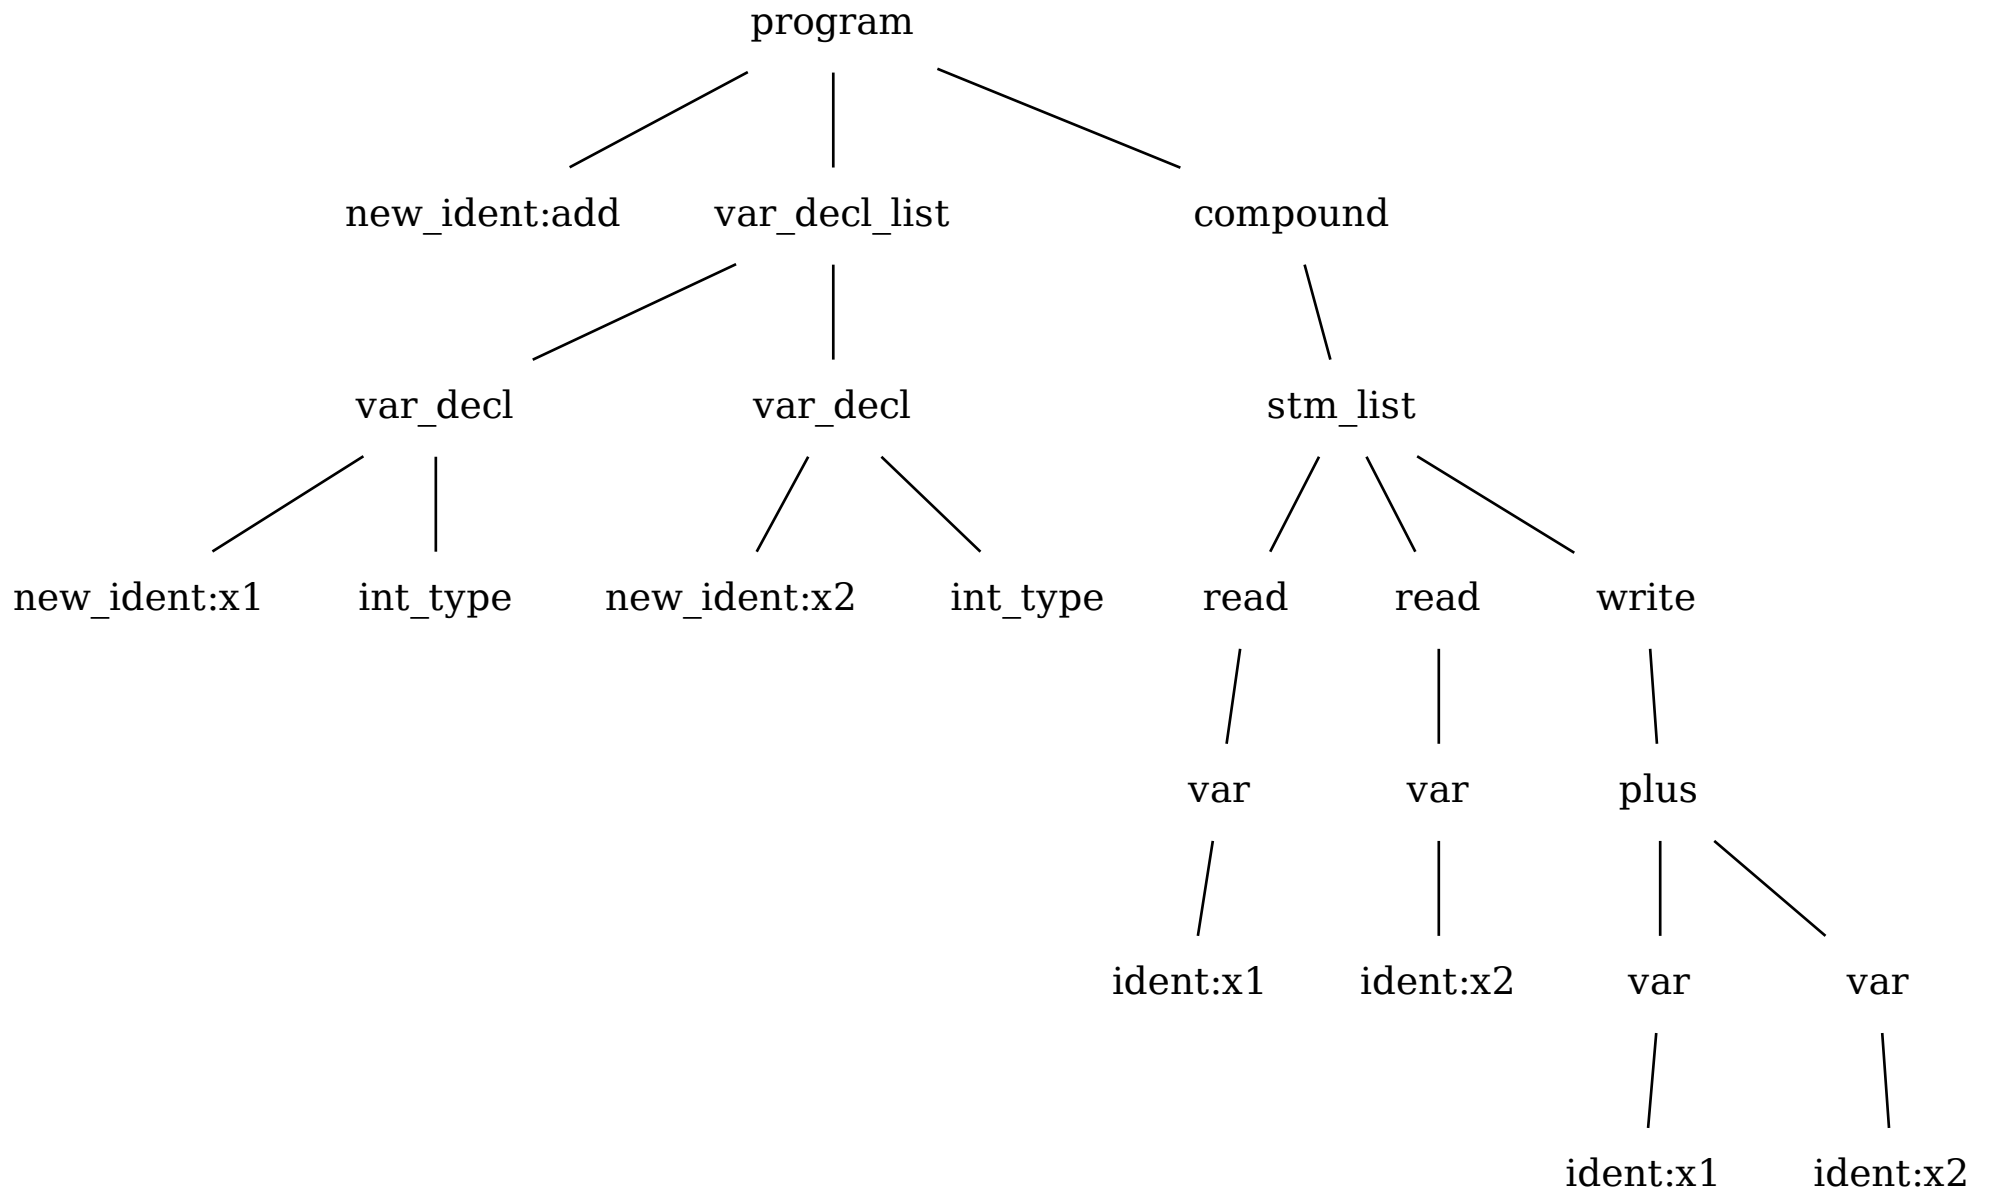 program
new_ident:add var_decl_list compound
var_decl var_decl stm_list
new_ident:x1 int_type new_ident:x2 int_type read read write
var var plus
ident:x1 ident:x2 var var
ident:x1 ident:x2